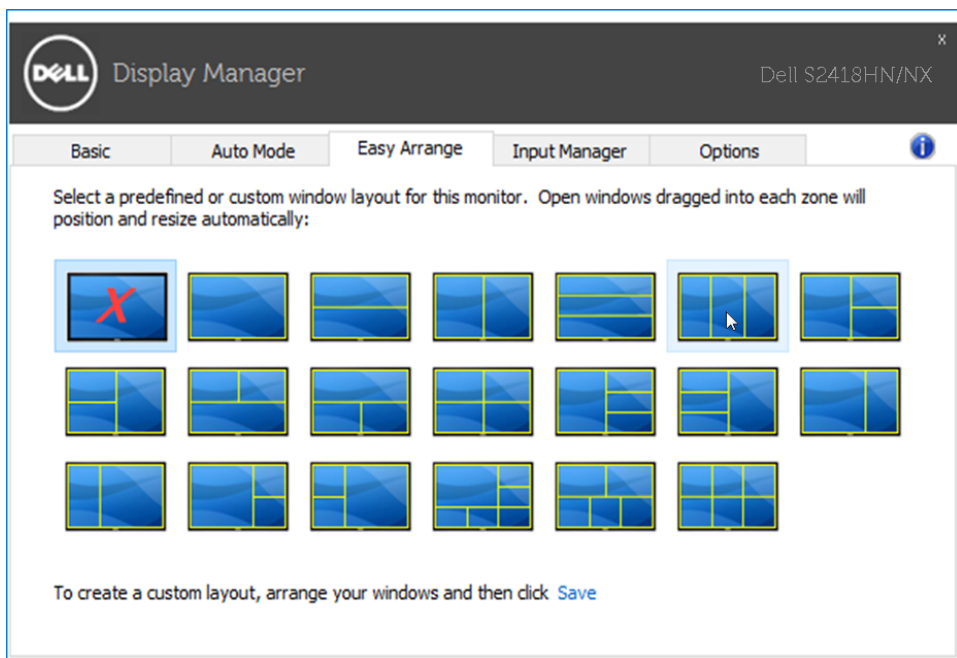 x
DELL Display Manager
Dell S2418HN/NX
Basic Auto Mode Easy Arrange Input Manager Options
Select a predefined or custom window layout for this monitor. Open windows dragged into each zone will
position and resize automatically:
X
To create a custom layout, arrange your windows and then click Save